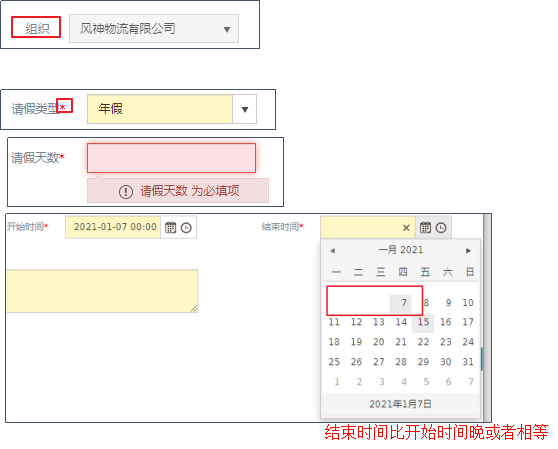 组织 风神物流有限公司
请假类型* 年假
请假天数*
请假天数 为必填项
开始时间* 2021-01-07 00:00 结束时间*
一月 2021
一 二 三 四 五 六 日
7 8 9 10
11 12 13 14 15 16 17
18 19 20 21 22 23 24
25 26 27 28 29 30 31
1 2 3 4 5 6 7
2021年1月7日
结束时间比开始时间晚或者相等